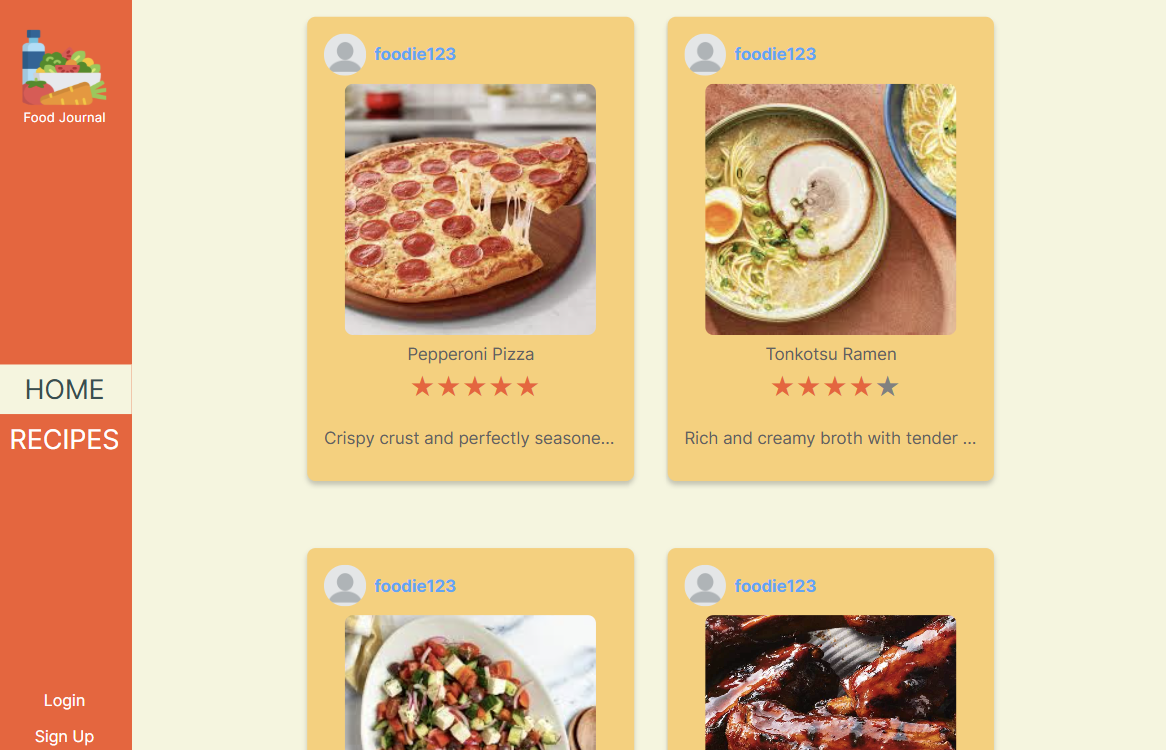 Food Journal
HOME
RECIPES
Login
Sign Up
foodie123
Pepperoni Pizza
Crispy crust and perfectly seasone...
foodie123
Tonkotsu Ramen
Rich and creamy broth with tender ...
foodie123
foodie123